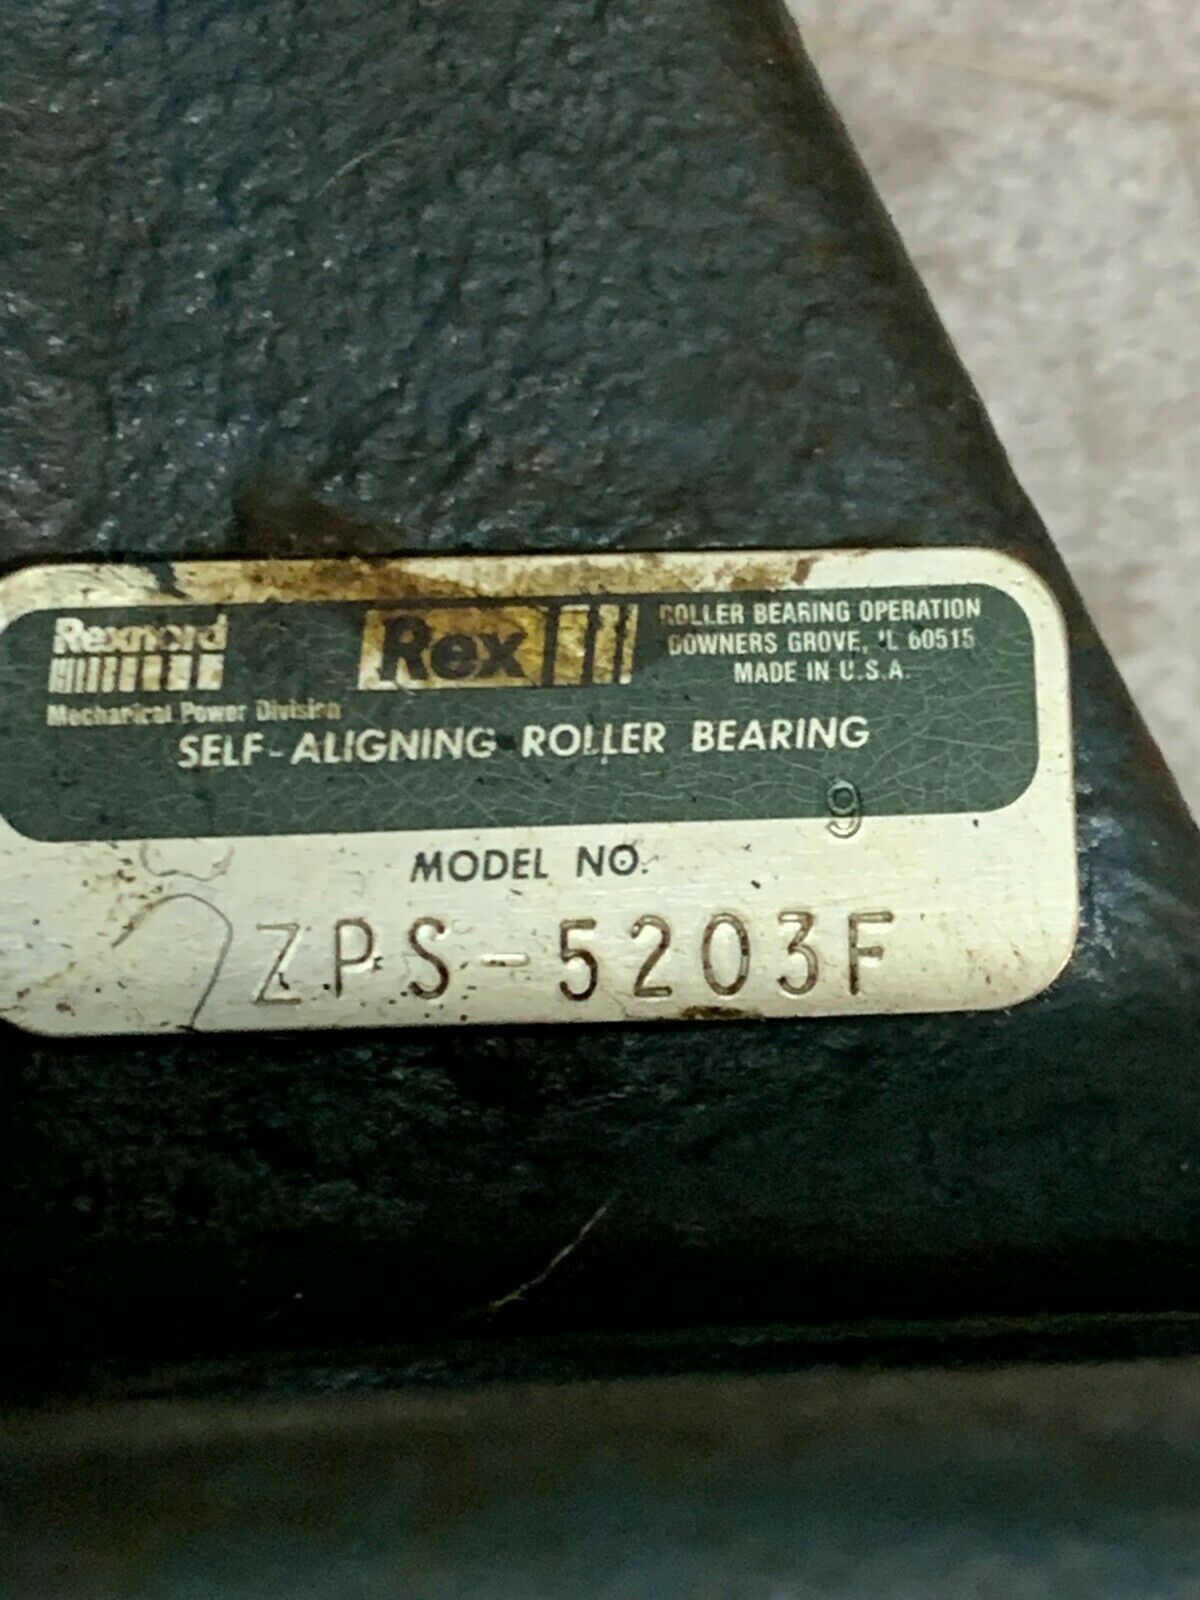 Rexnord
Mechanical Power Division
Rex
ROLLER BEARING OPERATION
DOWNERS GROVE, IL 60515
MADE IN U.S.A.
SELF-ALIGNING ROLLER BEARING
9
MODEL NO.
ZPS-5203F